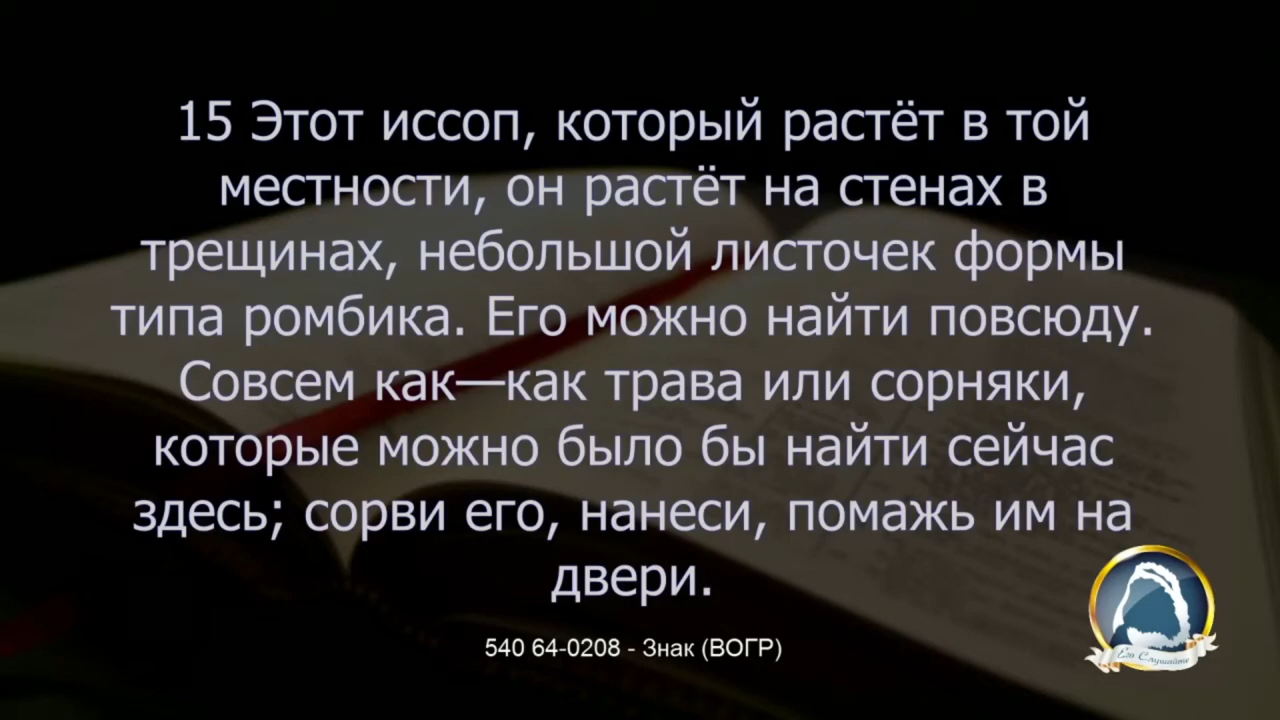 15 Этот иссоп, который растёт в той
местности, он растёт на стенах в
трещинах, небольшой листочек формы
типа ромбика. Его можно найти повсюду.
Совсем как—как трава или сорняки,
которые можно было бы найти сейчас
здесь; сорви его, нанеси, помажь им на
двери.
540 64-0208 - Знак (ВОГР)
Его Слушайте